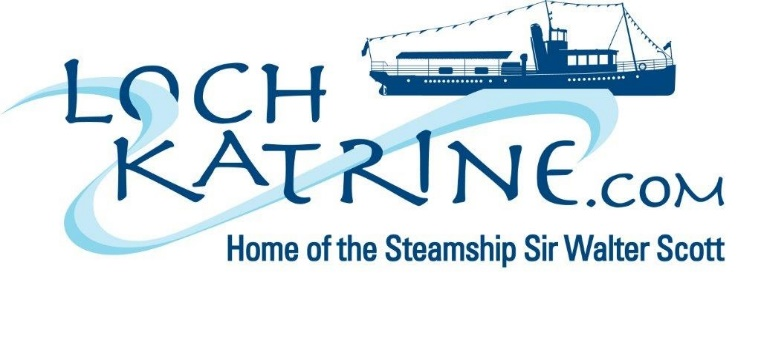 LOCH
KATRINE.COM
Home of the Steamship Sir Walter Scott